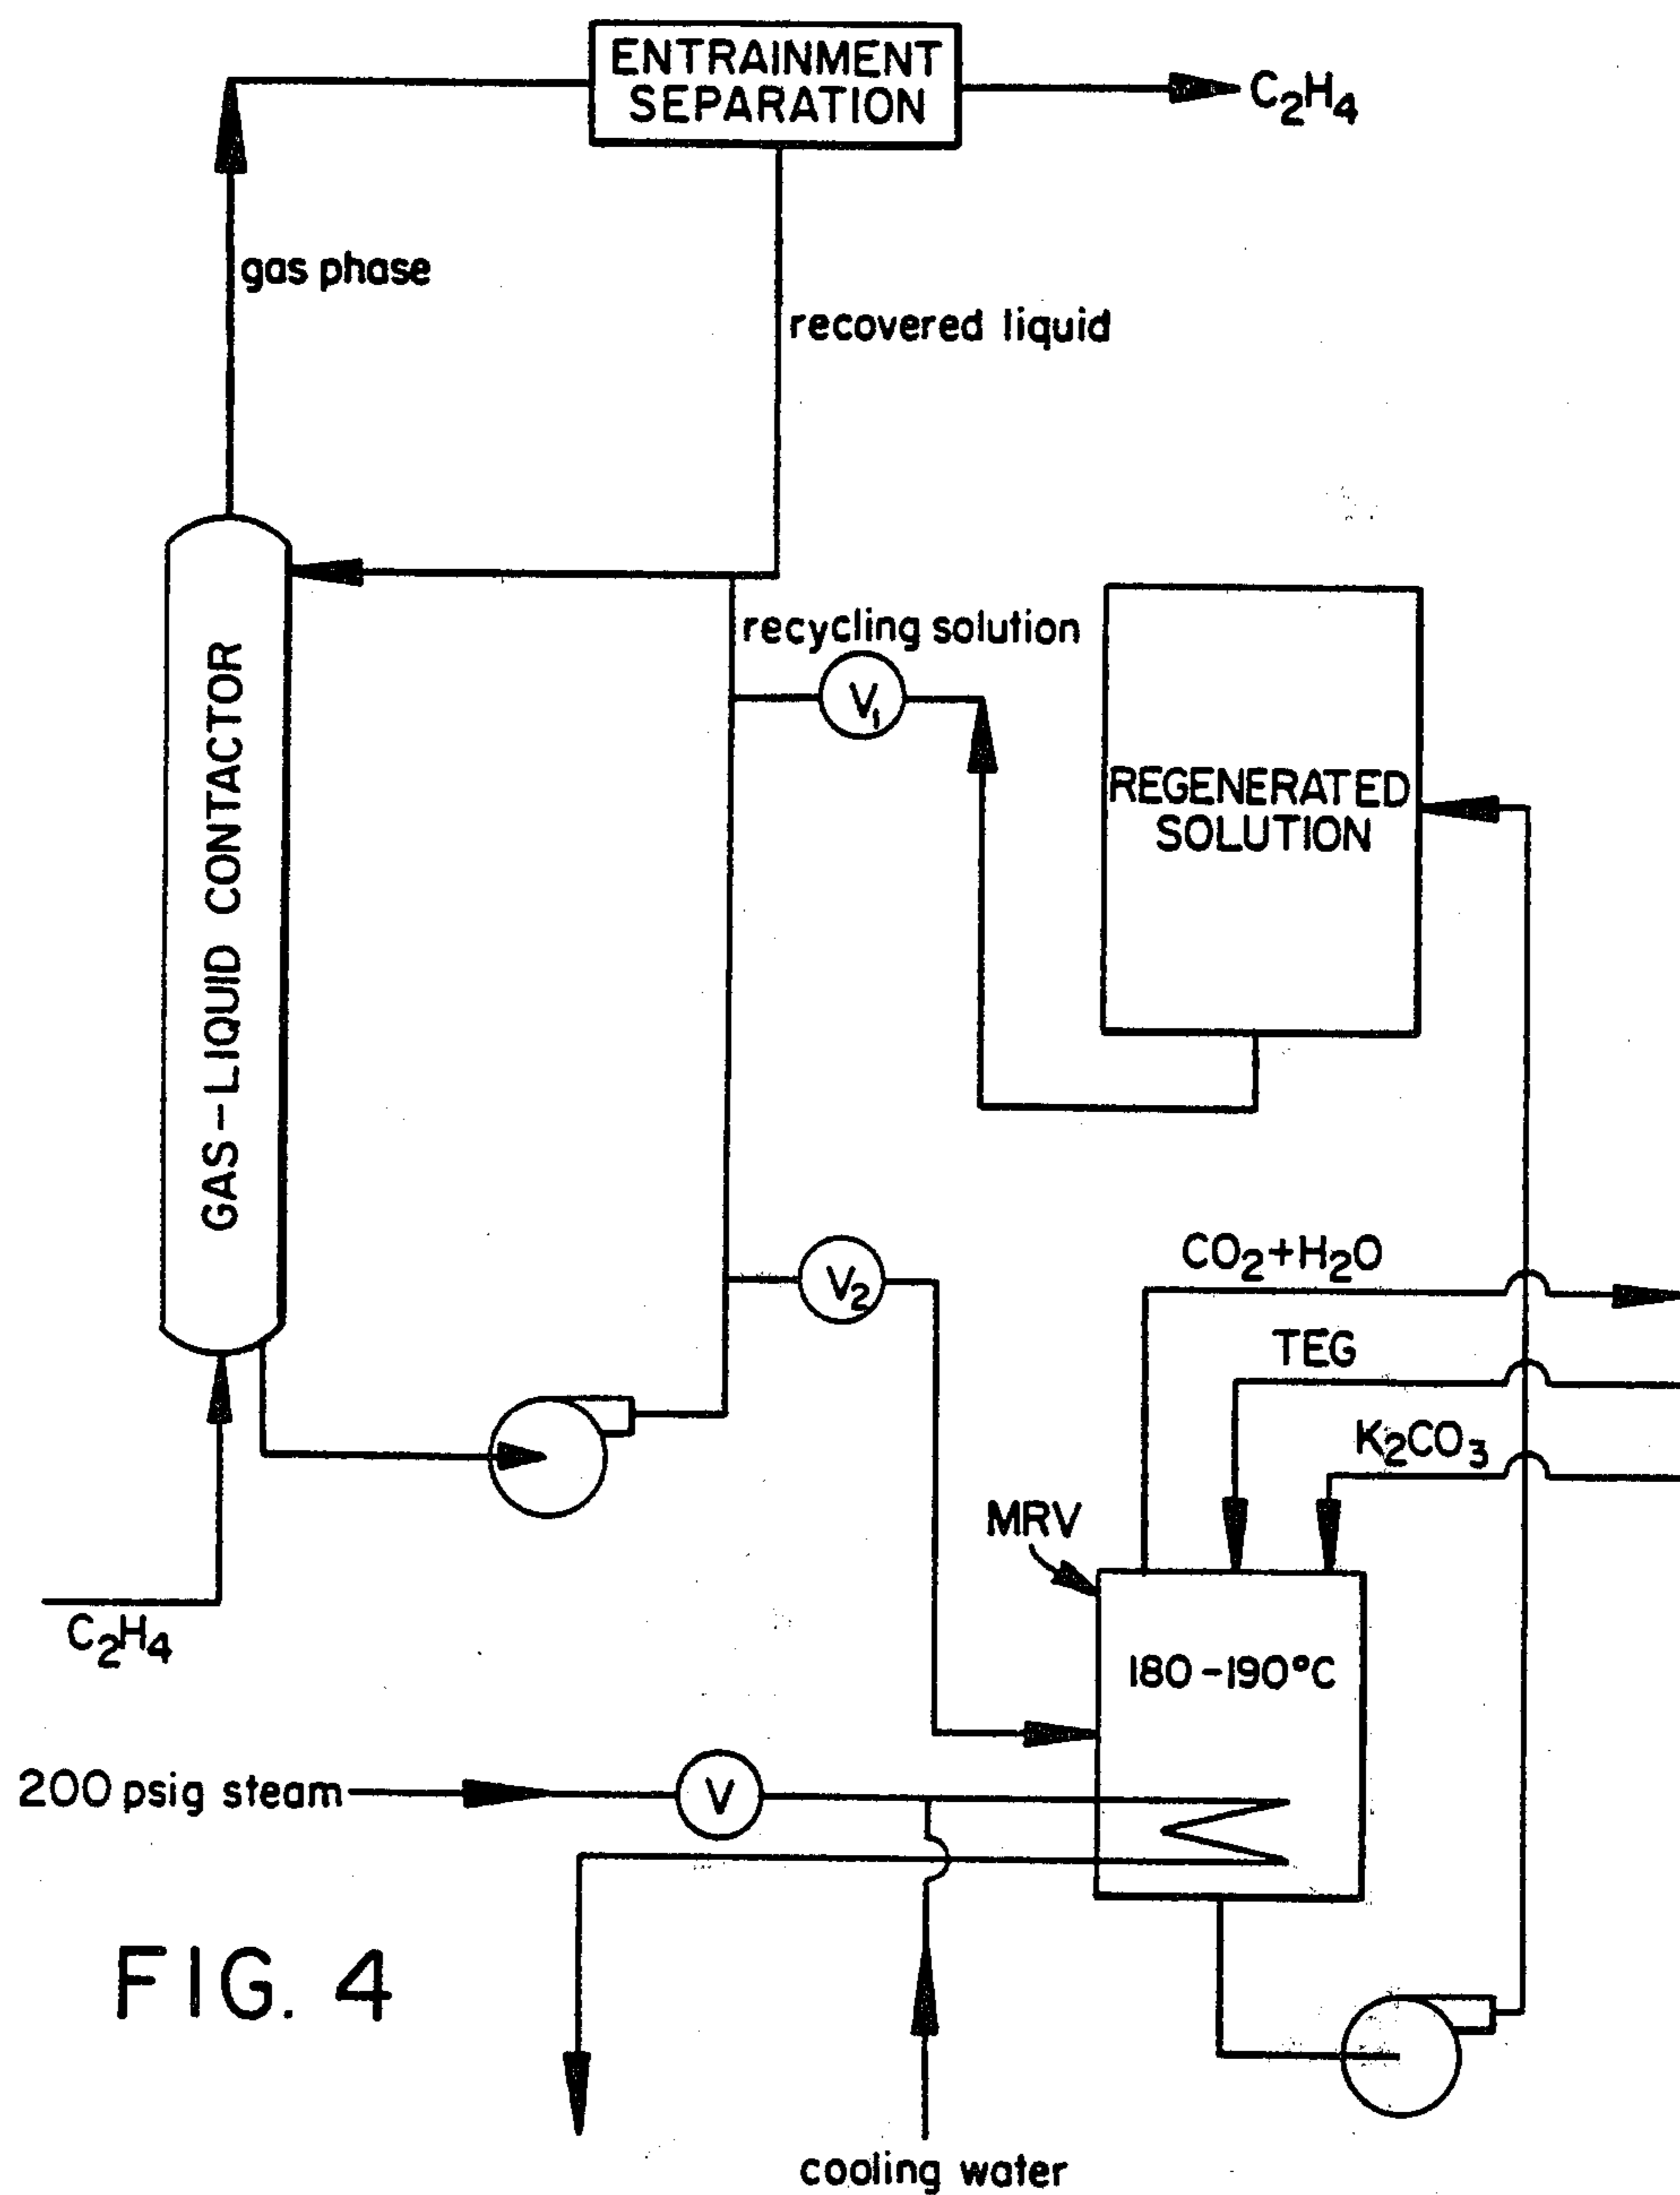 ENTRAINMENT
SEPARATION
C₂H₄
gas phase
recovered liquid
recycling solution
V₁
GAS-LIQUID CONTACTOR
REGENERATED
SOLUTION
CO₂+H₂O
V₂
TEG
K₂CO₃
MRV
C₂H₄
180-190°C
200 psig steam
V
FIG. 4
cooling water